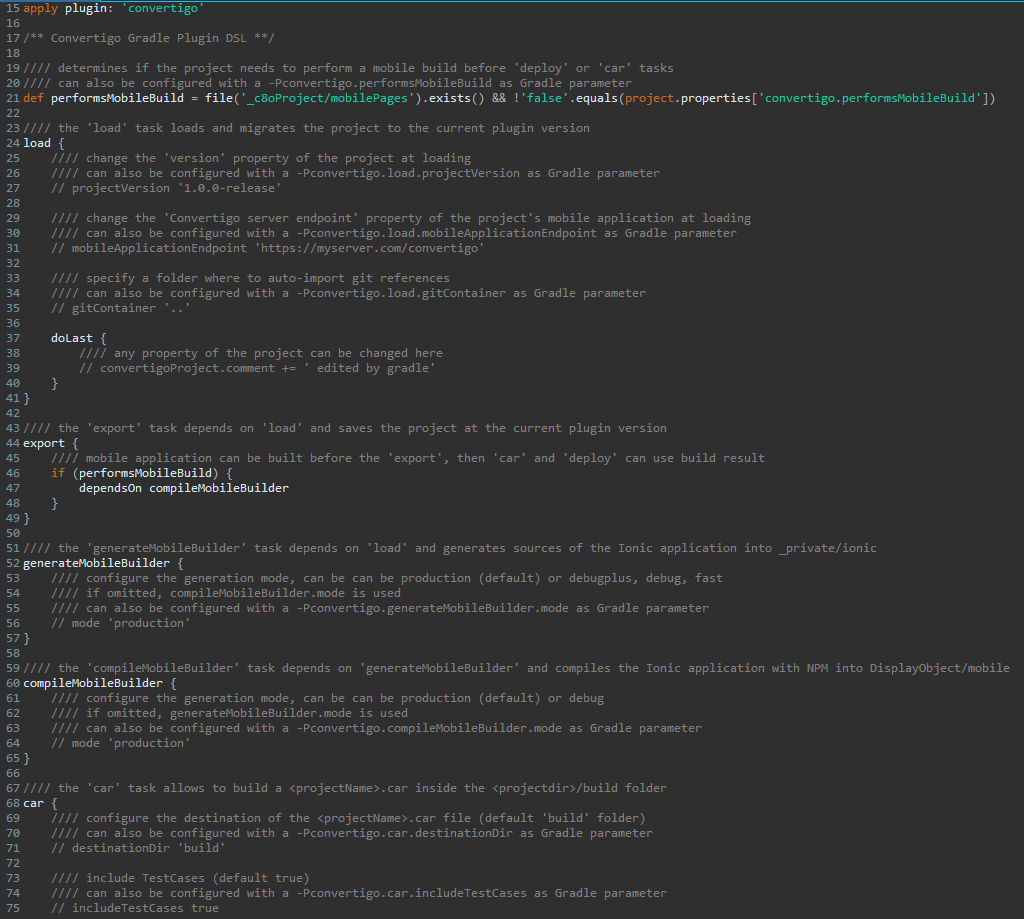 15 apply plugin: 'convertigo'
16
17 /** Convertigo Gradle Plugin DSL **/
18
19 //// determines if the project needs to perform a mobile build before 'deploy' or 'car' tasks
20 //// can also be configured with a -Pconvertigo.performsMobileBuild as Gradle parameter
21 def performsMobileBuild = file('_c8oProject/mobilePages').exists() && !'false'.equals(project.properties['convertigo.performsMobileBuild'])
22
23 //// the 'load' task loads and migrates the project to the current plugin version
24 load {
25     //// change the 'version' property of the project at loading
26     //// can also be configured with a -Pconvertigo.load.projectVersion as Gradle parameter
27     // projectVersion '1.0.0-release'
28
29     //// change the 'Convertigo server endpoint' property of the project's mobile application at loading
30     //// can also be configured with a -Pconvertigo.load.mobileApplicationEndpoint as Gradle parameter
31     // mobileApplicationEndpoint 'https://myserver.com/convertigo'
32
33     //// specify a folder where to auto-import git references
34     //// can also be configured with a -Pconvertigo.load.gitContainer as Gradle parameter
35     // gitContainer '..'
36
37     doLast {
38         //// any property of the project can be changed here
39         // convertigoProject.comment += ' edited by gradle'
40     }
41 }
42
43 //// the 'export' task depends on 'load' and saves the project at the current plugin version
44 export {
45     //// mobile application can be built before the 'export', then 'car' and 'deploy' can use build result
46     if (performsMobileBuild) {
47         dependsOn compileMobileBuilder
48     }
49 }
50
51 //// the 'generateMobileBuilder' task depends on 'load' and generates sources of the Ionic application into _private/ionic
52 generateMobileBuilder {
53     //// configure the generation mode, can be can be production (default) or debugplus, debug, fast
54     //// if omitted, compileMobileBuilder.mode is used
55     //// can also be configured with a -Pconvertigo.generateMobileBuilder.mode as Gradle parameter
56     // mode 'production'
57 }
58
59 //// the 'compileMobileBuilder' task depends on 'generateMobileBuilder' and compiles the Ionic application with NPM into DisplayObject/mobile
60 compileMobileBuilder {
61     //// configure the generation mode, can be can be production (default) or debug
62     //// if omitted, generateMobileBuilder.mode is used
63     //// can also be configured with a -Pconvertigo.compileMobileBuilder.mode as Gradle parameter
64     // mode 'production'
65 }
66
67 //// the 'car' task allows to build a <projectName>.car inside the <projectdir>/build folder
68 car {
69     //// configure the destination of the <projectName>.car file (default 'build' folder)
70     //// can also be configured with a -Pconvertigo.car.destinationDir as Gradle parameter
71     // destinationDir 'build'
72
73     //// include TestCases (default true)
74     //// can also be configured with a -Pconvertigo.car.includeTestCases as Gradle parameter
75     // includeTestCases true